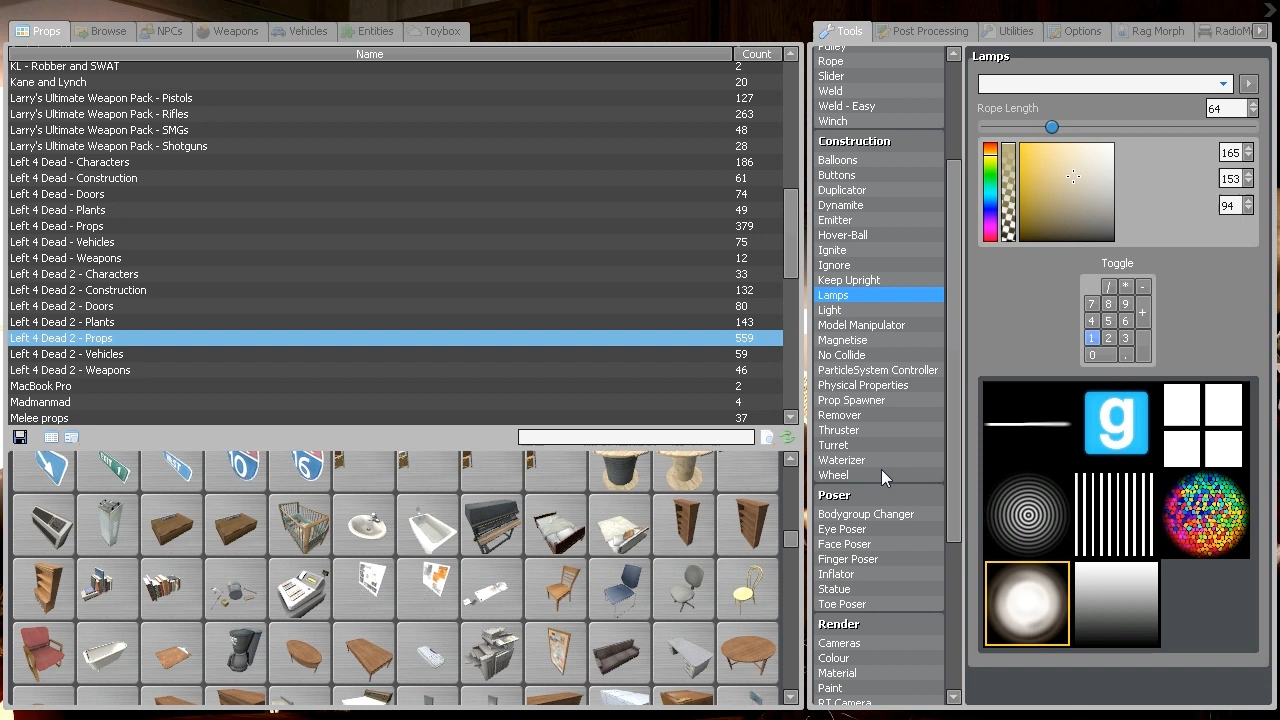 Props
Browse
NPCs
Weapons
Vehicles
Entities
Toybox
Name
Count
KL - Robber and SWAT 2
Kane and Lynch 20
Larry's Ultimate Weapon Pack - Pistols 127
Larry's Ultimate Weapon Pack - Rifles 263
Larry's Ultimate Weapon Pack - SMGs 48
Larry's Ultimate Weapon Pack - Shotguns 28
Left 4 Dead - Characters 186
Left 4 Dead - Construction 61
Left 4 Dead - Doors 74
Left 4 Dead - Plants 49
Left 4 Dead - Props 379
Left 4 Dead - Vehicles 75
Left 4 Dead - Weapons 12
Left 4 Dead 2 - Characters 33
Left 4 Dead 2 - Construction 132
Left 4 Dead 2 - Doors 80
Left 4 Dead 2 - Plants 143
Left 4 Dead 2 - Props 559
Left 4 Dead 2 - Vehicles 59
Left 4 Dead 2 - Weapons 46
MacBook Pro 2
Madmanmad 4
Melee props 37
Tools
Post Processing
Utilities
Options
Rag Morph
RadioM
Pulley
Rope
Slider
Weld
Weld - Easy
Winch
Construction
Balloons
Buttons
Duplicator
Dynamite
Emitter
Hover-Ball
Ignite
Ignore
Keep Upright
Lamps
Light
Model Manipulator
Magnetise
No Collide
ParticleSystem Controller
Physical Properties
Prop Spawner
Remover
Thruster
Turret
Waterizer
Wheel
Poser
Bodygroup Changer
Eye Poser
Face Poser
Finger Poser
Inflator
Statue
Toe Poser
Render
Cameras
Colour
Material
Paint
RT Camera
Lamps
Rope Length 64
165
153
94
Toggle
/ * -
7 8 9
4 5 6 +
1 2 3
0 .
g